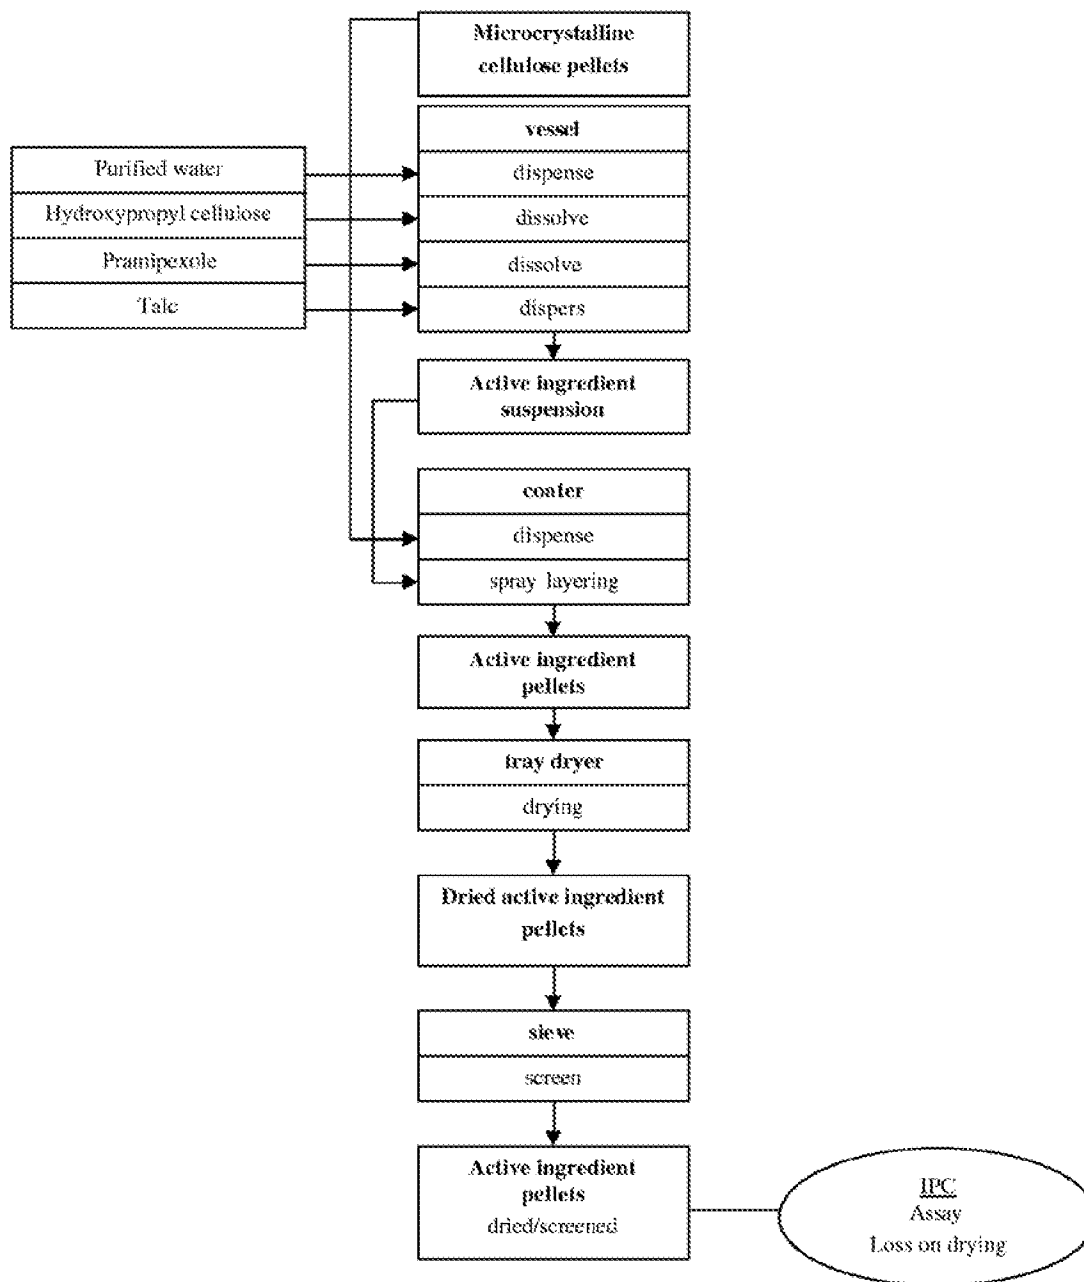 Microcrystalline
cellulose pellets
vessel
Purified water
dispense
Hydroxypropyl cellulose
dissolve
Pramipexole
dissolve
Talc
dispers
Active ingredient
suspension
coater
dispense
spray layering
Active ingredient
pellets
tray dryer
drying
Dried active ingredient
pellets
sieve
screen
Active ingredient
pellets
dried/screened
IPC
Assay
Loss on drying